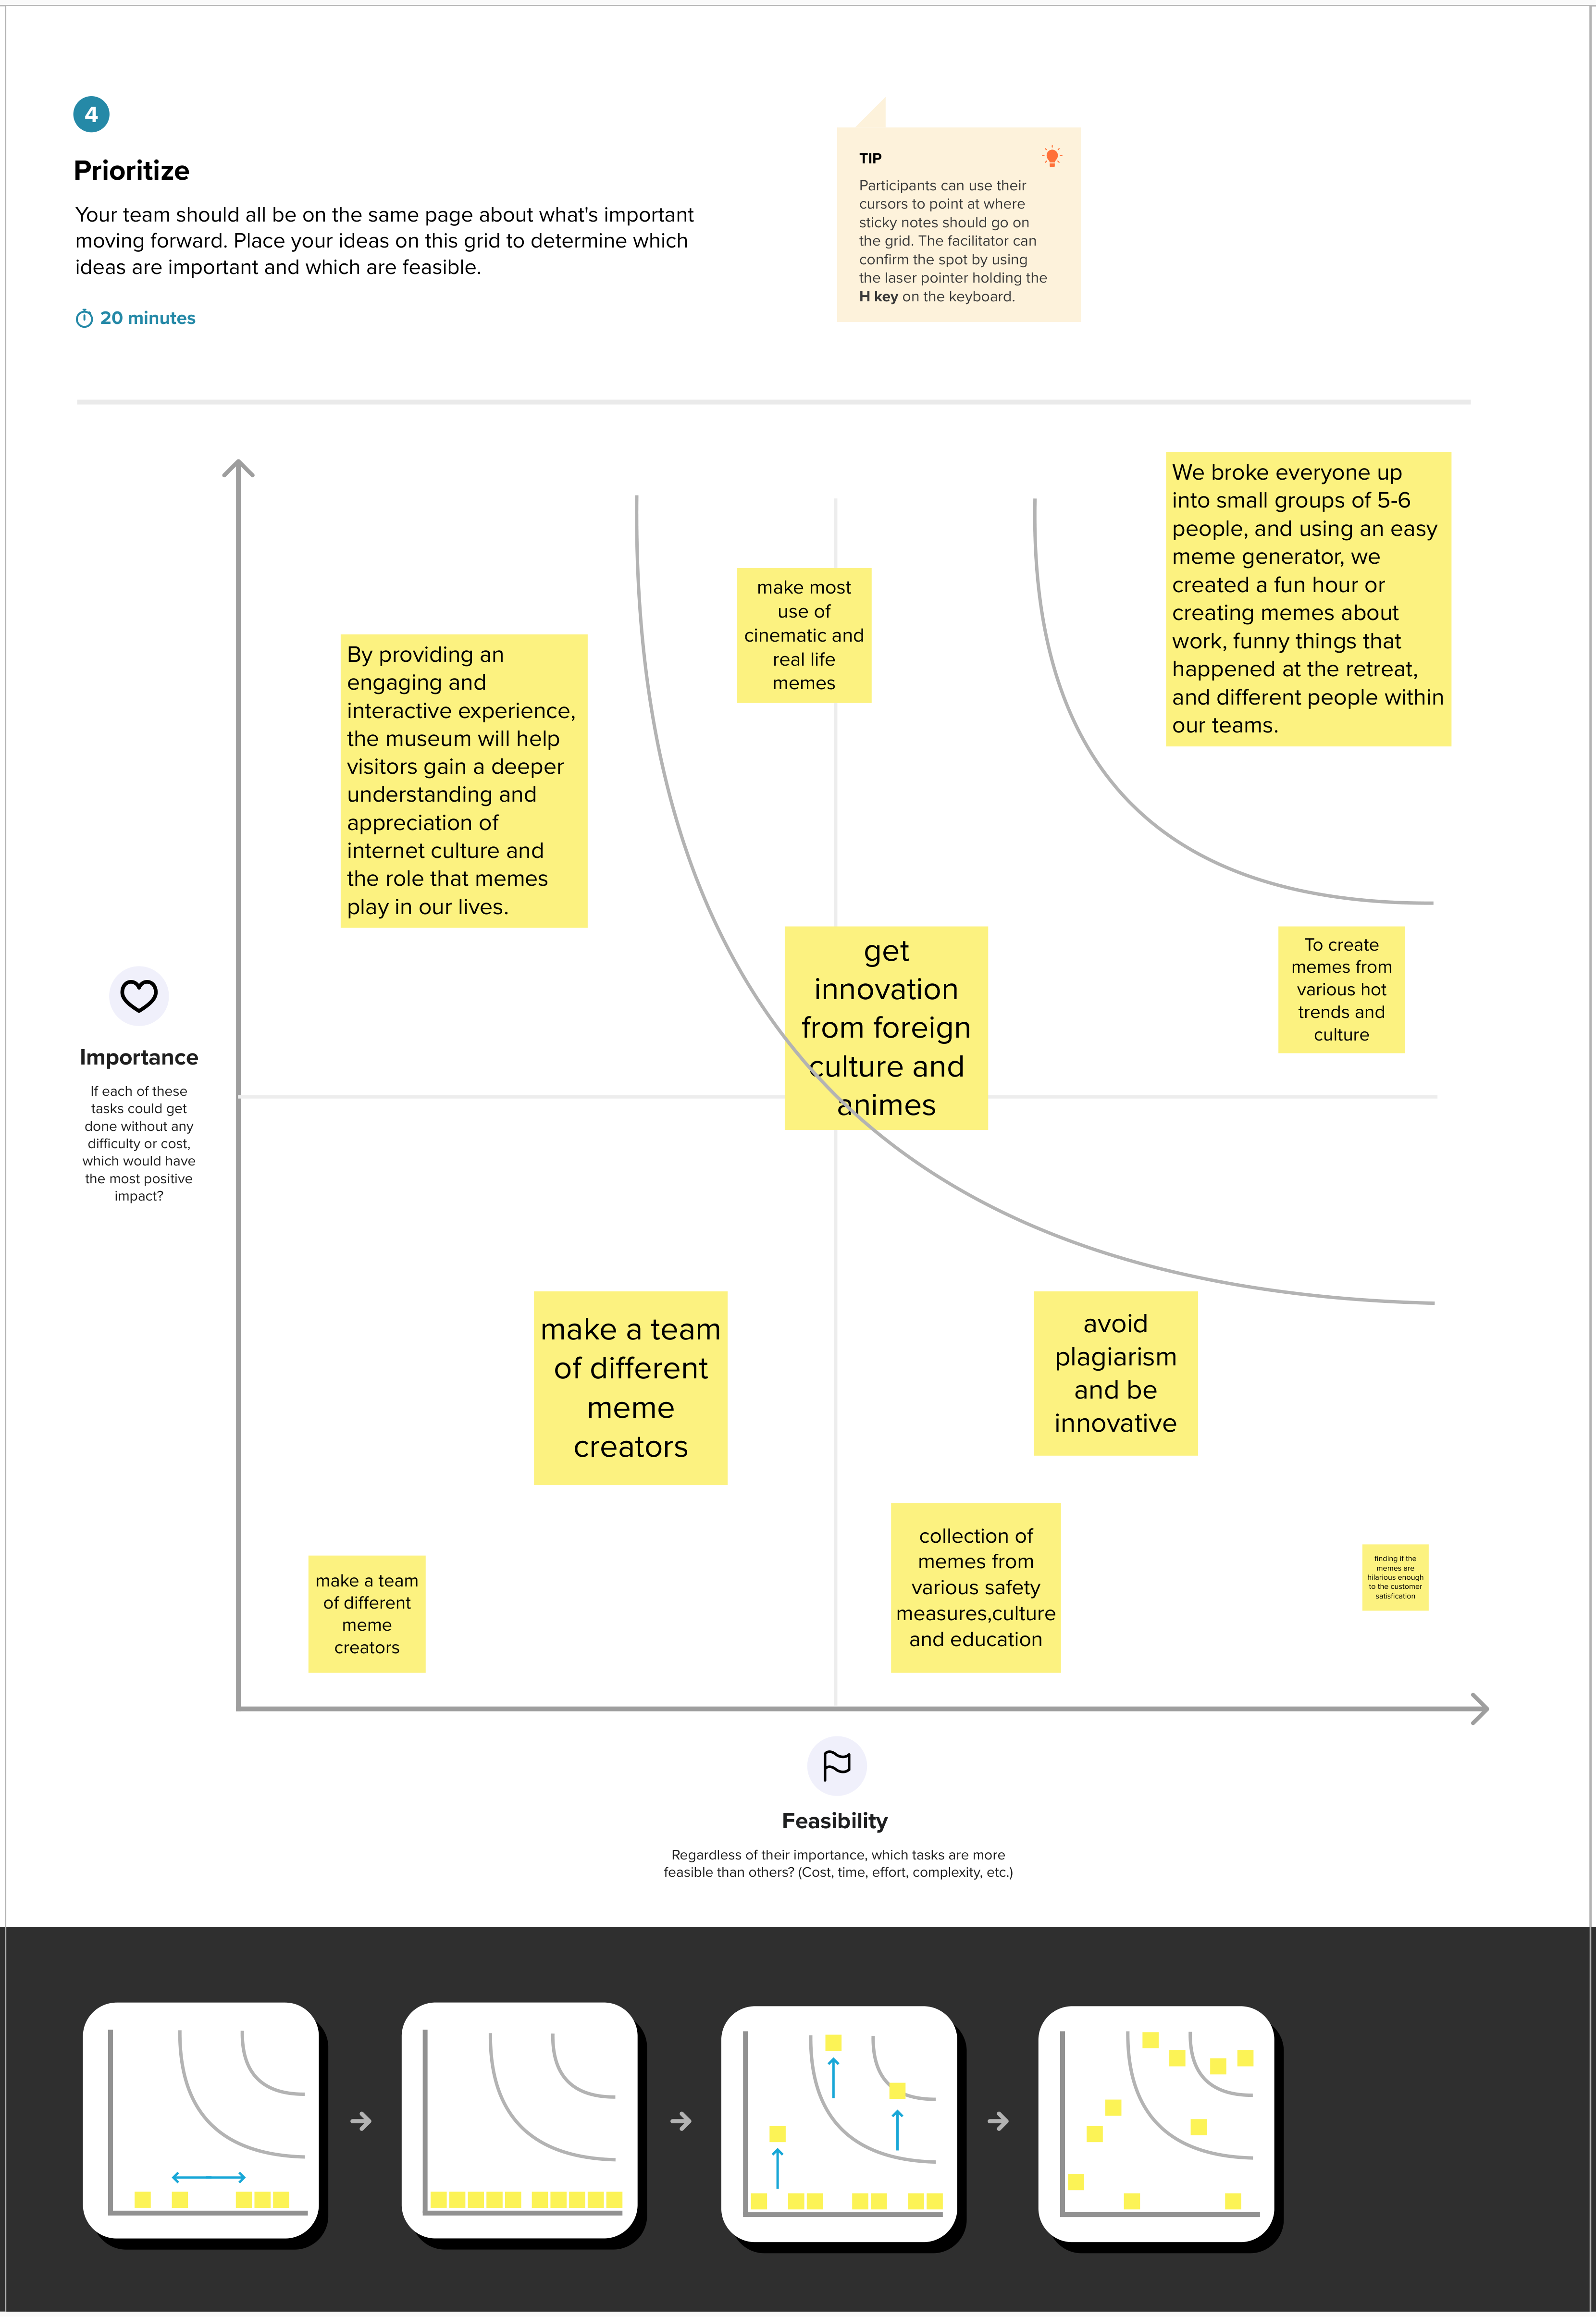 4
Prioritize
Your team should all be on the same page about what's important
moving forward. Place your ideas on this grid to determine which
ideas are important and which are feasible.
20 minutes
TIP
Participants can use their
cursors to point at where
sticky notes should go on
the grid. The facilitator can
confirm the spot by using
the laser pointer holding the
H key on the keyboard.
We broke everyone up
into small groups of 5-6
people, and using an easy
meme generator, we
created a fun hour or
creating memes about
work, funny things that
happened at the retreat,
and different people within
our teams.
make most
use of
cinematic and
real life
memes
By providing an
engaging and
interactive experience,
the museum will help
visitors gain a deeper
understanding and
appreciation of
internet culture and
the role that memes
play in our lives.
get
innovation
from foreign
culture and
animes
To create
memes from
various hot
trends and
culture
Importance
If each of these
tasks could get
done without any
difficulty or cost,
which would have
the most positive
impact?
make a team
of different
meme
creators
avoid
plagiarism
and be
innovative
collection of
memes from
various safety
measures,culture
and education
finding if the
memes are
hilarious enough
to the customer
satisfication
make a team
of different
meme
creators
Feasibility
Regardless of their importance, which tasks are more
feasible than others? (Cost, time, effort, complexity, etc.)